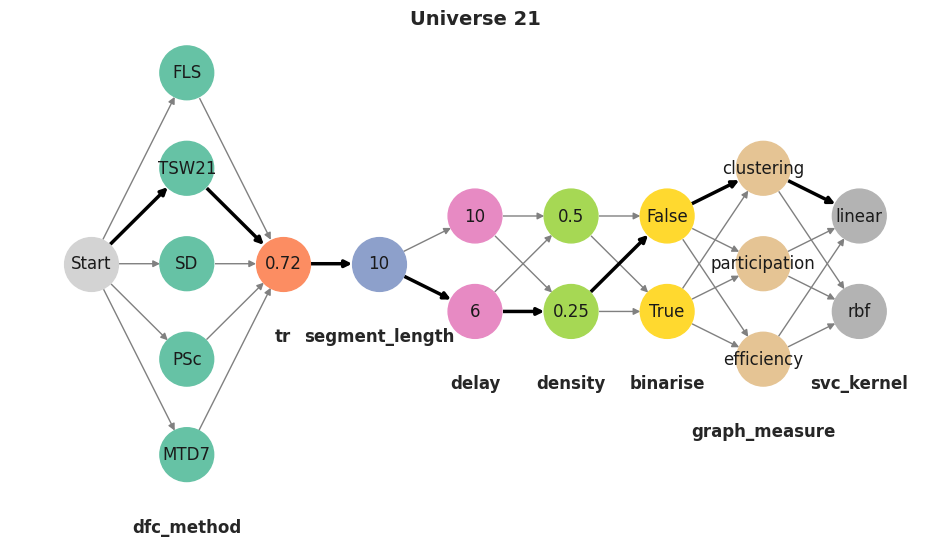 Universe 21
FLS
TSW21
clustering
10
0.5
False
linear
Start
SD
0.72
10
participation
6
0.25
True
rbf
tr
segment_length
PSc
efficiency
delay
density
binarise
svc_kernel
graph_measure
MTD7
dfc_method